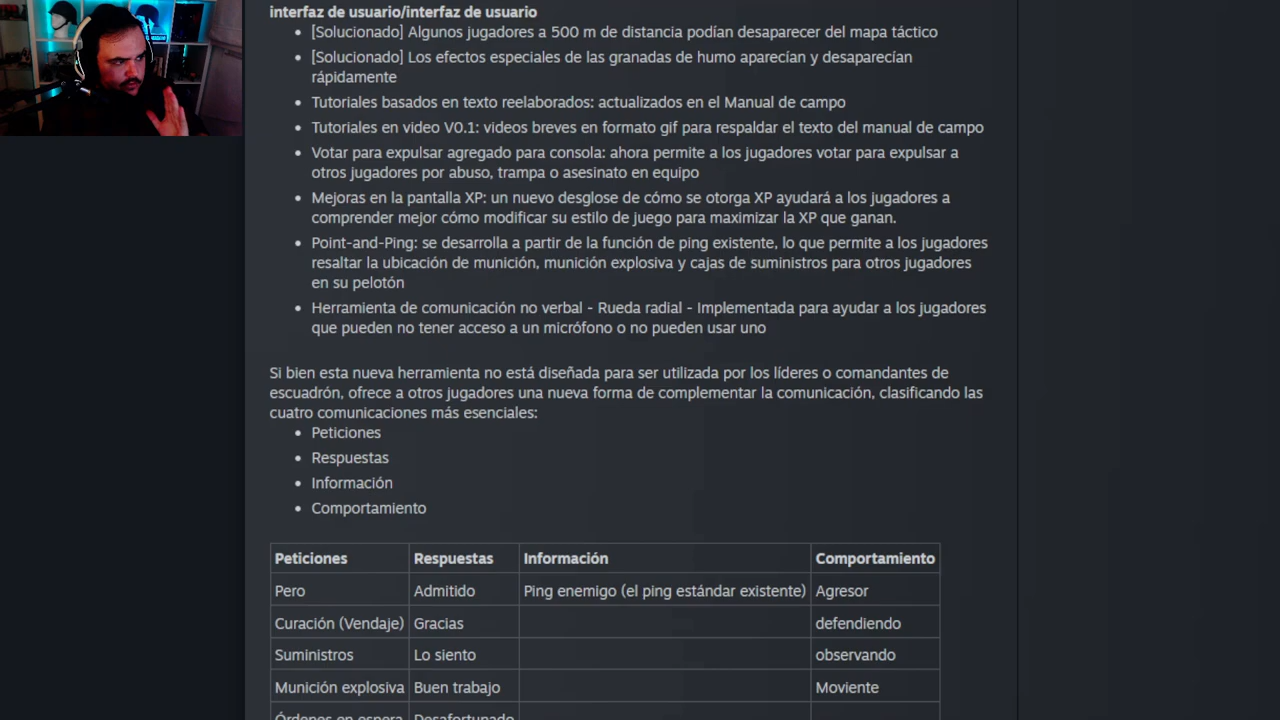 interfaz de usuario/interfaz de usuario
• [Solucionado] Algunos jugadores a 500 m de distancia podían desaparecer del mapa táctico
• [Solucionado] Los efectos especiales de las granadas de humo aparecían y desaparecían
rápidamente
• Tutoriales basados en texto reelaborados: actualizados en el Manual de campo
• Tutoriales en video V0.1: videos breves en formato gif para respaldar el texto del manual de campo
• Votar para expulsar agregado para consola: ahora permite a los jugadores votar para expulsar a
otros jugadores por abuso, trampa o asesinato en equipo
• Mejoras en la pantalla XP: un nuevo desglose de cómo se otorga XP ayudará a los jugadores a
comprender mejor cómo modificar su estilo de juego para maximizar la XP que ganan.
• Point-and-Ping: se desarrolla a partir de la función de ping existente, lo que permite a los jugadores
resaltar la ubicación de munición, munición explosiva y cajas de suministros para otros jugadores
en su pelotón
• Herramienta de comunicación no verbal - Rueda radial - Implementada para ayudar a los jugadores
que pueden no tener acceso a un micrófono o no pueden usar uno
Si bien esta nueva herramienta no está diseñada para ser utilizada por los líderes o comandantes de
escuadrón, ofrece a otros jugadores una nueva forma de complementar la comunicación, clasificando las
cuatro comunicaciones más esenciales:
• Peticiones
• Respuestas
• Información
• Comportamiento
Peticiones Respuestas Información Comportamiento
Pero Admitido Ping enemigo (el ping estándar existente) Agresor
Curación (Vendaje) Gracias defendiendo
Suministros Lo siento observando
Munición explosiva Buen trabajo Moviente
Órdenes en espera Desafortunado